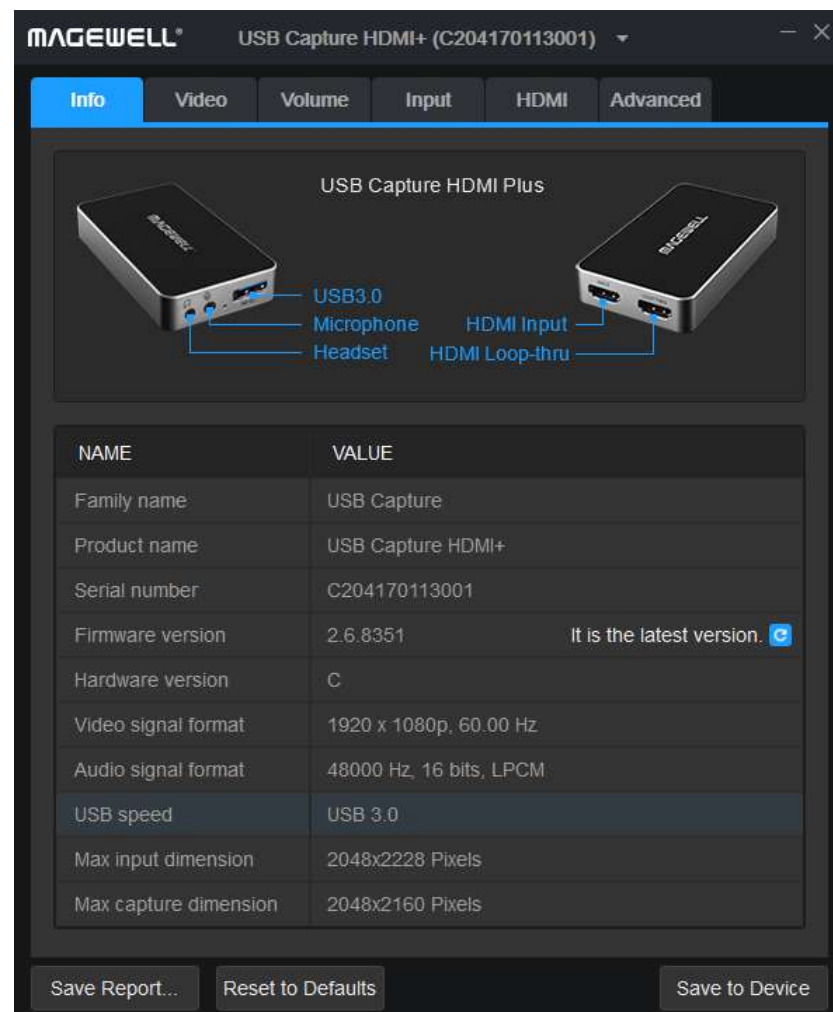 MAGEWELL® USB Capture HDMI+ (C204170113001)
Info Video Volume Input HDMI Advanced
USB Capture HDMI Plus
MAGEWELL
MAGEWELL
USB3.0
Microphone HDMI Input
Headset HDMI Loop-thru
NAME VALUE
Family name USB Capture
Product name USB Capture HDMI+
Serial number C204170113001
Firmware version 2.6.8351 It is the latest version.
Hardware version C
Video signal format 1920 x 1080p, 60.00 Hz
Audio signal format 48000 Hz, 16 bits, LPCM
USB speed USB 3.0
Max input dimension 2048x2228 Pixels
Max capture dimension 2048x2160 Pixels
Save Report... Reset to Defaults Save to Device